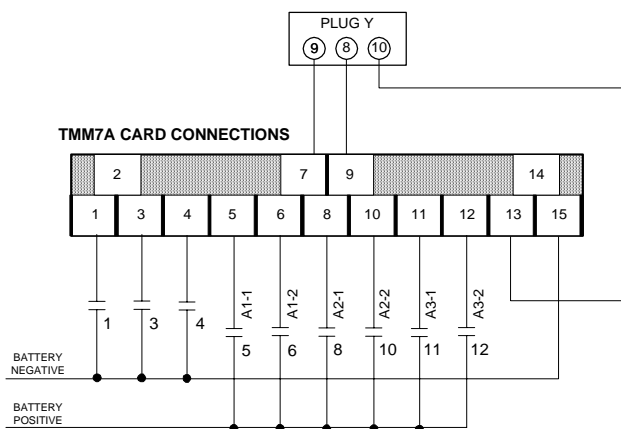 PLUG Y
9 8 10
TMM7A CARD CONNECTIONS
2 7 9 14
1 3 4 5 6 8 10 11 12 13 15
A1-1 A1-2 A2-1 A2-2 A3-1 A3-2
1 3 4
5 6 8 10 11 12
BATTERY
NEGATIVE
BATTERY
POSITIVE